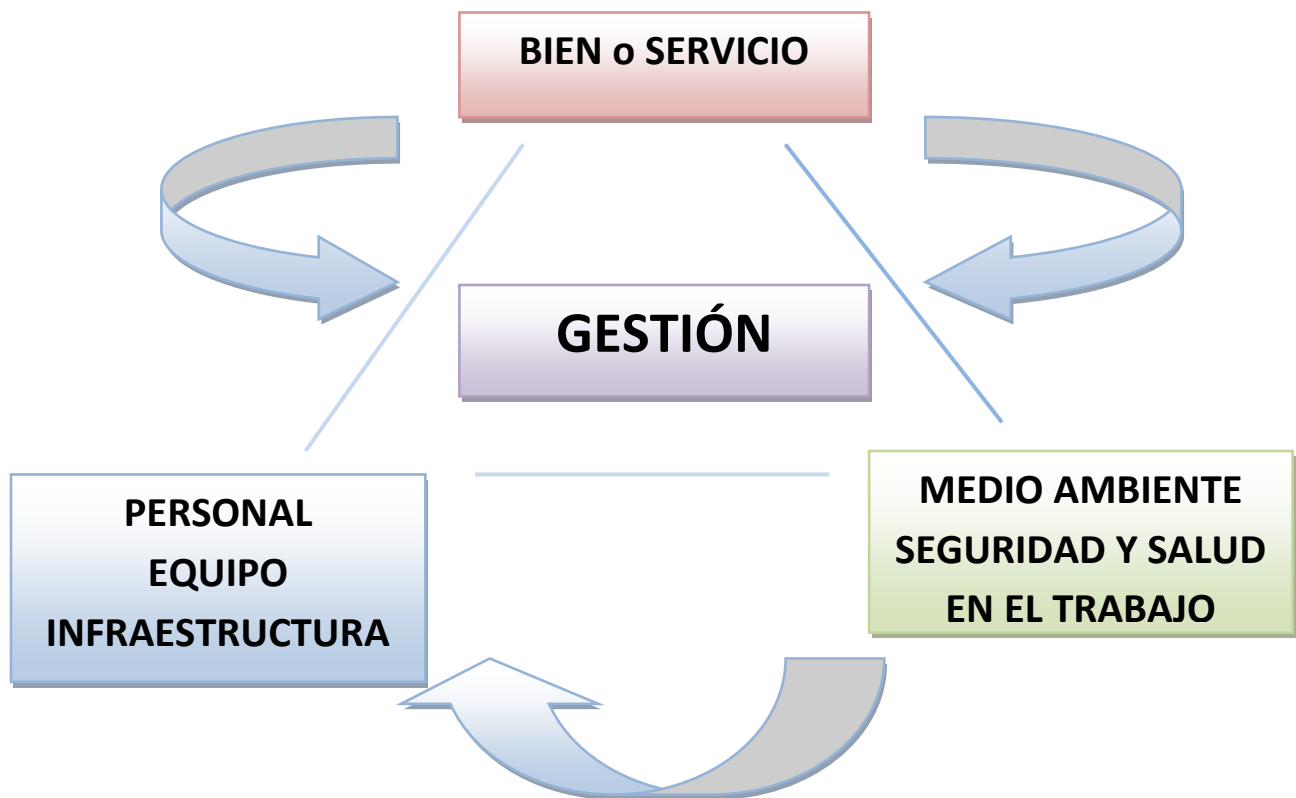 BIEN o SERVICIO
GESTIÓN
PERSONAL
EQUIPO
INFRAESTRUCTURA
MEDIO AMBIENTE
SEGURIDAD Y SALUD
EN EL TRABAJO